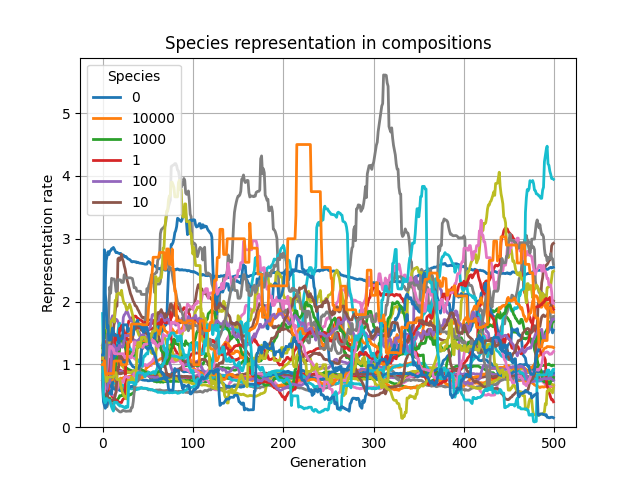 Species representation in compositions
Species
0
10000
1000
1
100
10
Representation rate
5
4
3
2
1
0
0 100 200 300 400 500
Generation